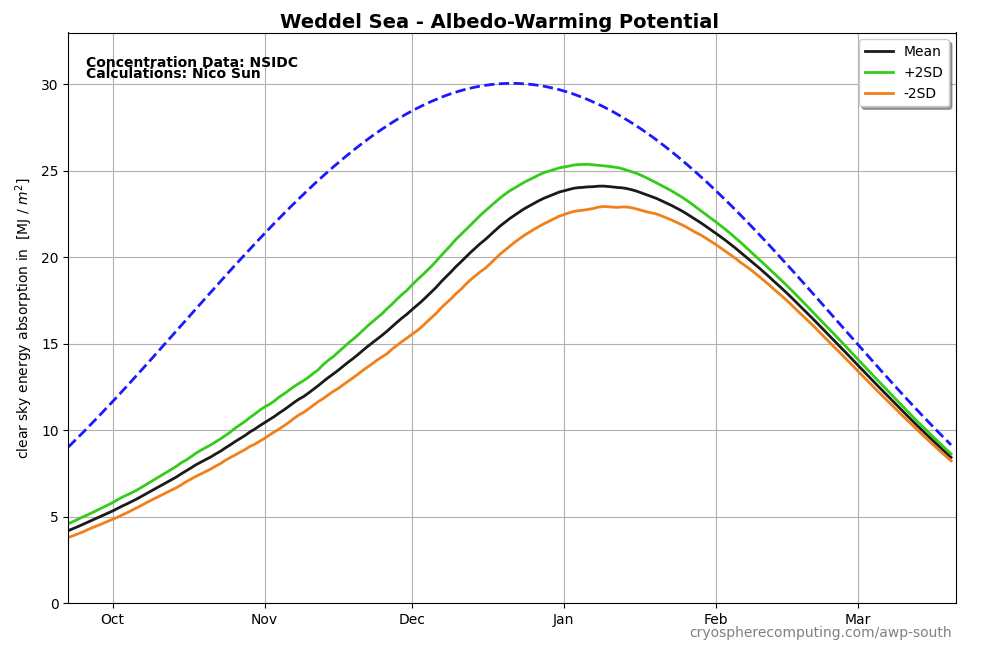 Weddel Sea - Albedo-Warming Potential
Concentration Data: NSIDC
Calculations: Nico Sun
Mean
+2SD
-2SD
clear sky energy absorption in [MJ / m²]
30
25
20
15
10
5
0
Oct Nov Dec Jan Feb Mar
cryospherecomputing.com/awp-south